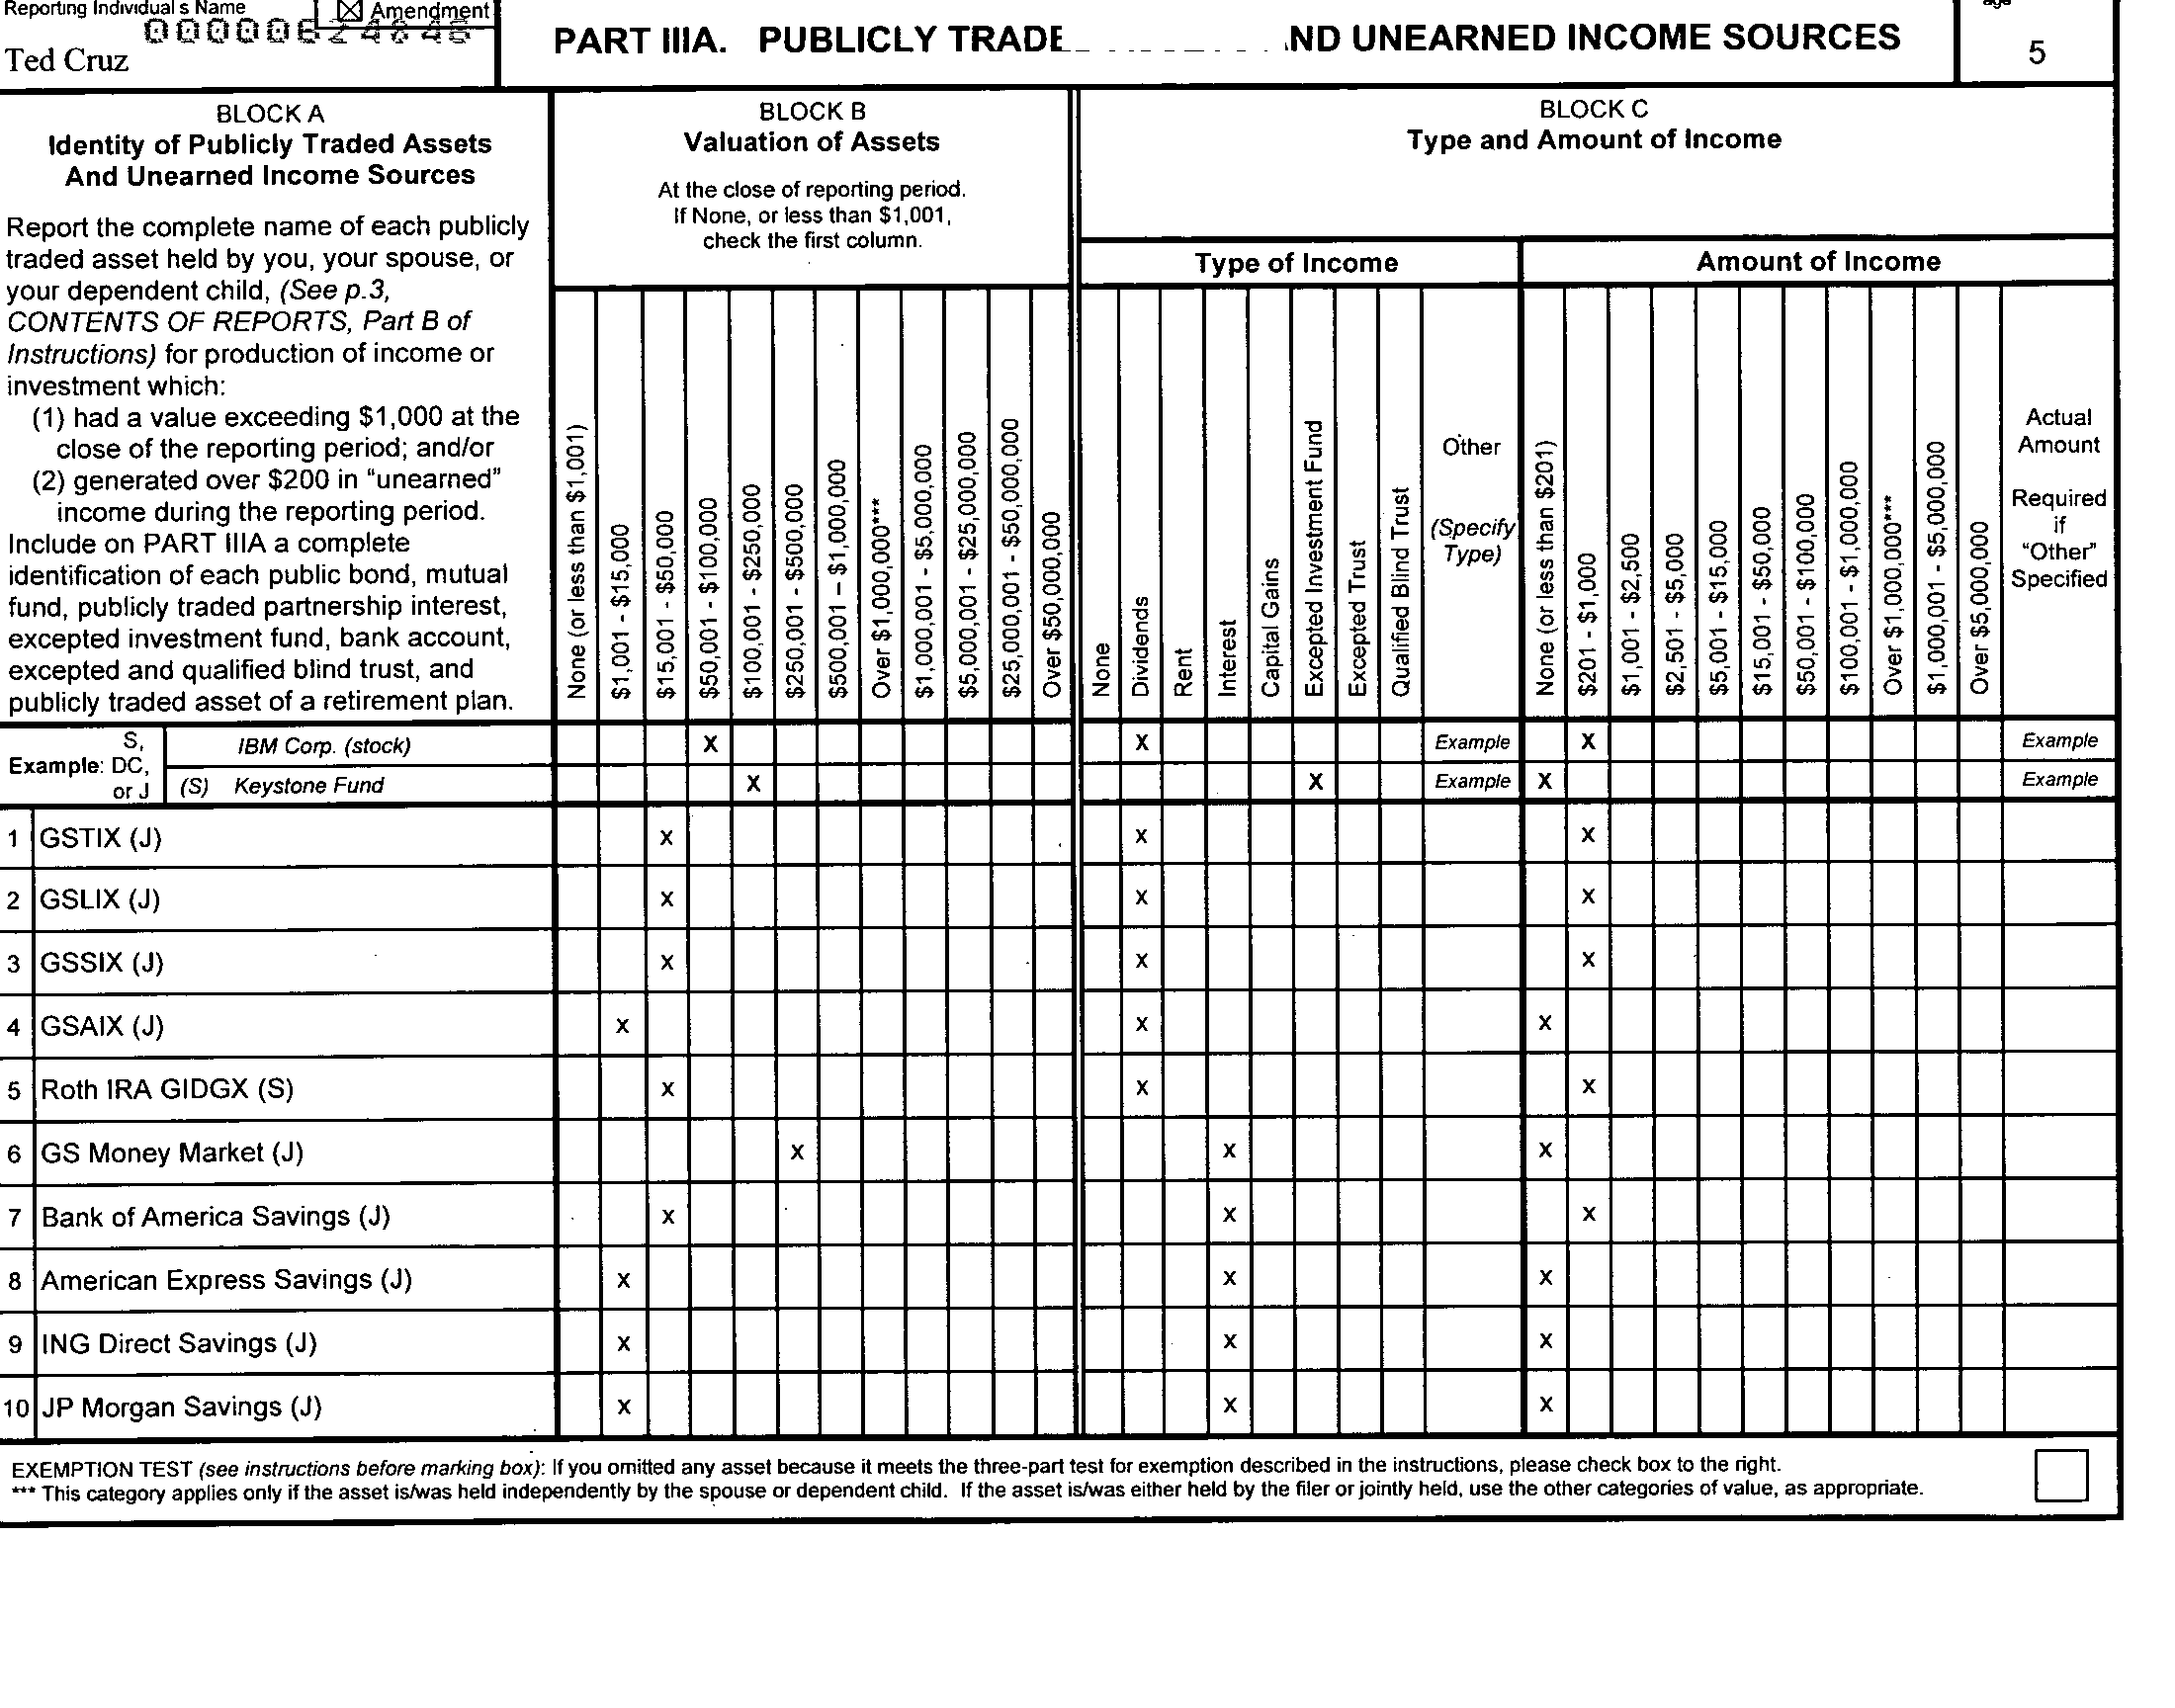 Reporting Individual s Name
Amendment
Ted Cruz
PART IIIA. PUBLICLY TRADE ND UNEARNED INCOME SOURCES
5
BLOCK A
Identity of Publicly Traded Assets
And Unearned Income Sources
Report the complete name of each publicly
traded asset held by you, your spouse, or
your dependent child, (See p.3,
CONTENTS OF REPORTS, Part B of
Instructions) for production of income or
investment which:
(1) had a value exceeding $1,000 at the
close of the reporting period; and/or
(2) generated over $200 in "unearned"
income during the reporting period.
Include on PART IIIA a complete
identification of each public bond, mutual
fund, publicly traded partnership interest,
excepted investment fund, bank account,
excepted and qualified blind trust, and
publicly traded asset of a retirement plan.
BLOCK B
Valuation of Assets
At the close of reporting period.
If None, or less than $1,001,
check the first column.
None (or less than $1,001)
$1,001 - $15,000
$15,001 - $50,000
$50,001 - $100,000
$100,001 - $250,000
$250,001 - $500,000
$500,001 – $1,000,000
Over $1,000,000***
$1,000,001 - $5,000,000
$5,000,001 - $25,000,000
$25,000,001 - $50,000,000
Over $50,000,000
BLOCK C
Type and Amount of Income
Type of Income
None
Dividends
Rent
Interest
Capital Gains
Excepted Investment Fund
Excepted Trust
Qualified Blind Trust
Other
(Specify
Type)
Amount of Income
None (or less than $201)
$201 - $1,000
$1,001 - $2,500
$2,501 - $5,000
$5,001 - $15,000
$15,001 - $50,000
$50,001 - $100,000
$100,001 - $1,000,000
Over $1,000,000***
$1,000,001 - $5,000,000
Over $5,000,000
Actual
Amount
Required
if
"Other"
Specified
Example: S, DC, or J
IBM Corp. (stock) X X Example X Example
(S) Keystone Fund X X Example X Example
1 GSTIX (J) X X X
2 GSLIX (J) X X X
3 GSSIX (J) X X X
4 GSAIX (J) X X X
5 Roth IRA GIDGX (S) X X X
6 GS Money Market (J) X X X
7 Bank of America Savings (J) X X X
8 American Express Savings (J) X X X
9 ING Direct Savings (J) X X X
10 JP Morgan Savings (J) X X X
EXEMPTION TEST (see instructions before marking box): If you omitted any asset because it meets the three-part test for exemption described in the instructions, please check box to the right.
*** This category applies only if the asset is/was held independently by the spouse or dependent child. If the asset is/was either held by the filer or jointly held, use the other categories of value, as appropriate.